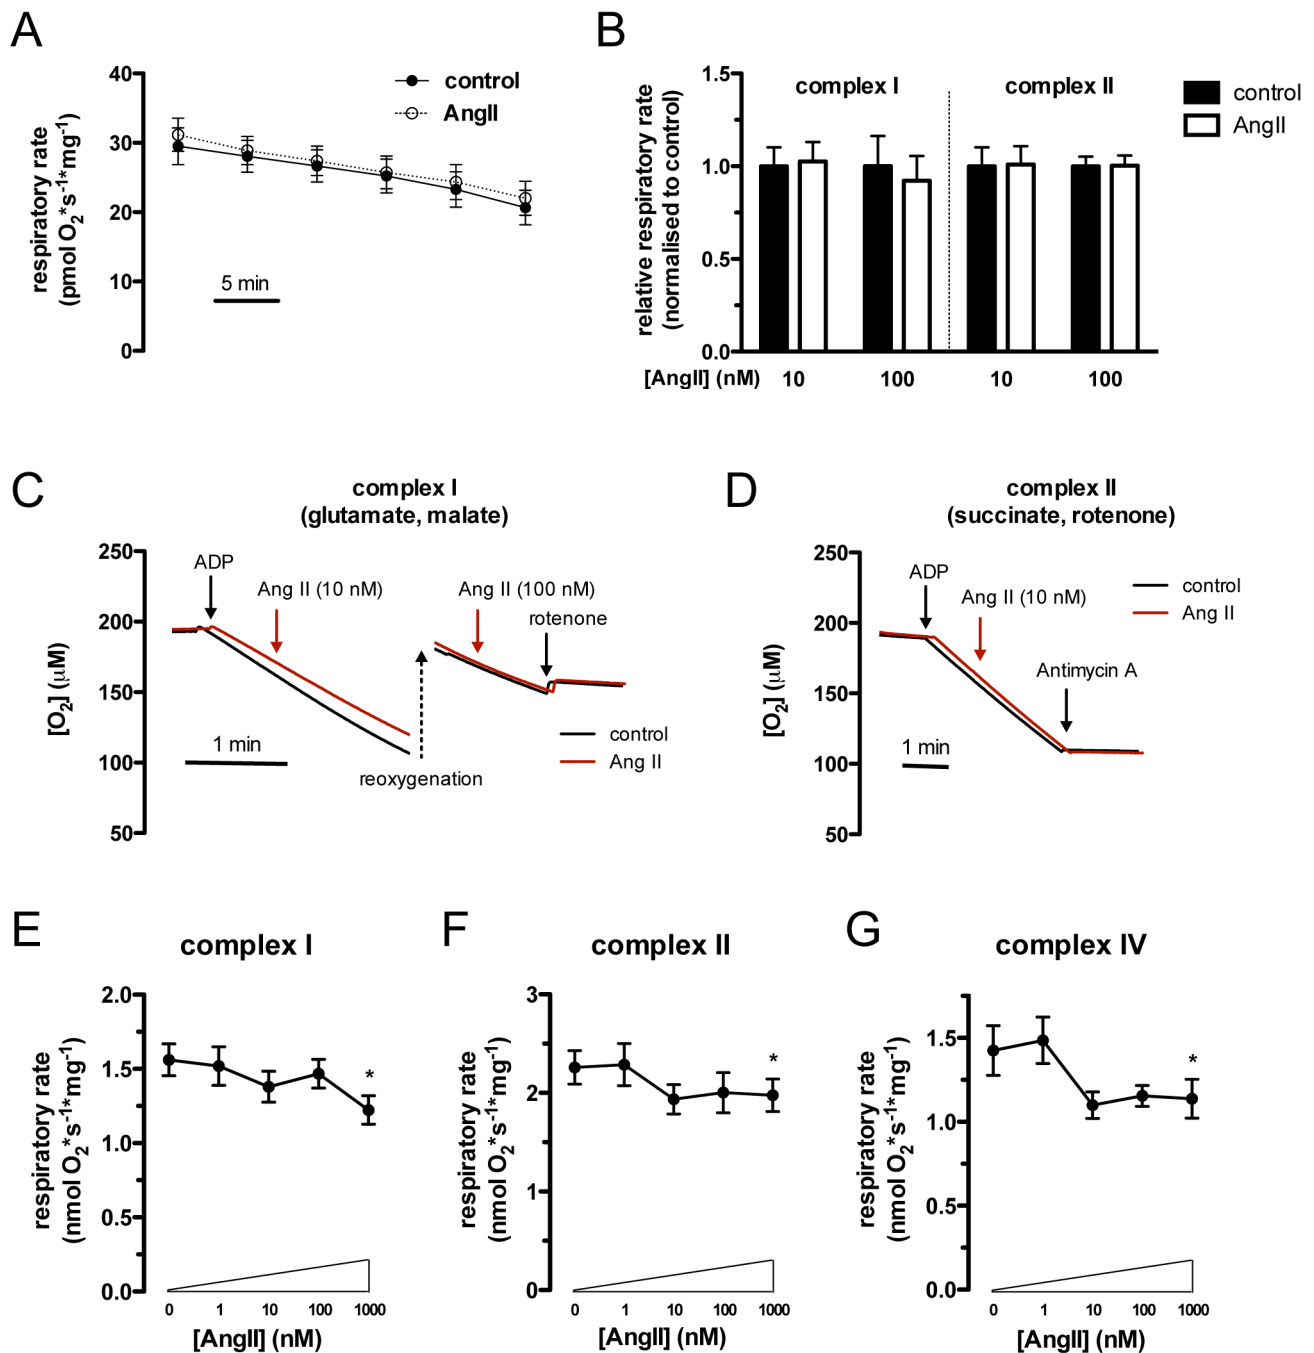 A
40
30
20
10
0
respiratory rate
(pmol O2*s-1*mg-1)
control
AngII
5 min
B
1.5
1.0
0.5
0.0
relative respiratory rate
(normalised to control)
complex I
complex II
control
AngII
[AngII] (nM)
10
100
10
100
C
complex I
(glutamate, malate)
250
200
150
100
50
[O2] (μM)
ADP
Ang II (10 nM)
Ang II (100 nM)
rotenone
1 min
reoxygenation
control
Ang II
D
complex II
(succinate, rotenone)
250
200
150
100
50
[O2] (μM)
ADP
Ang II (10 nM)
control
Ang II
Antimycin A
1 min
E
complex I
2.0
1.5
1.0
0.5
0.0
respiratory rate
(nmol O2*s-1*mg-1)
*
0 1 10 100 1000
[AngII] (nM)
F
complex II
3
2
1
0
respiratory rate
(nmol O2*s-1*mg-1)
*
0 1 10 100 1000
[AngII] (nM)
G
complex IV
1.5
1.0
0.5
0.0
respiratory rate
(nmol O2*s-1*mg-1)
*
0 1 10 100 1000
[AngII] (nM)